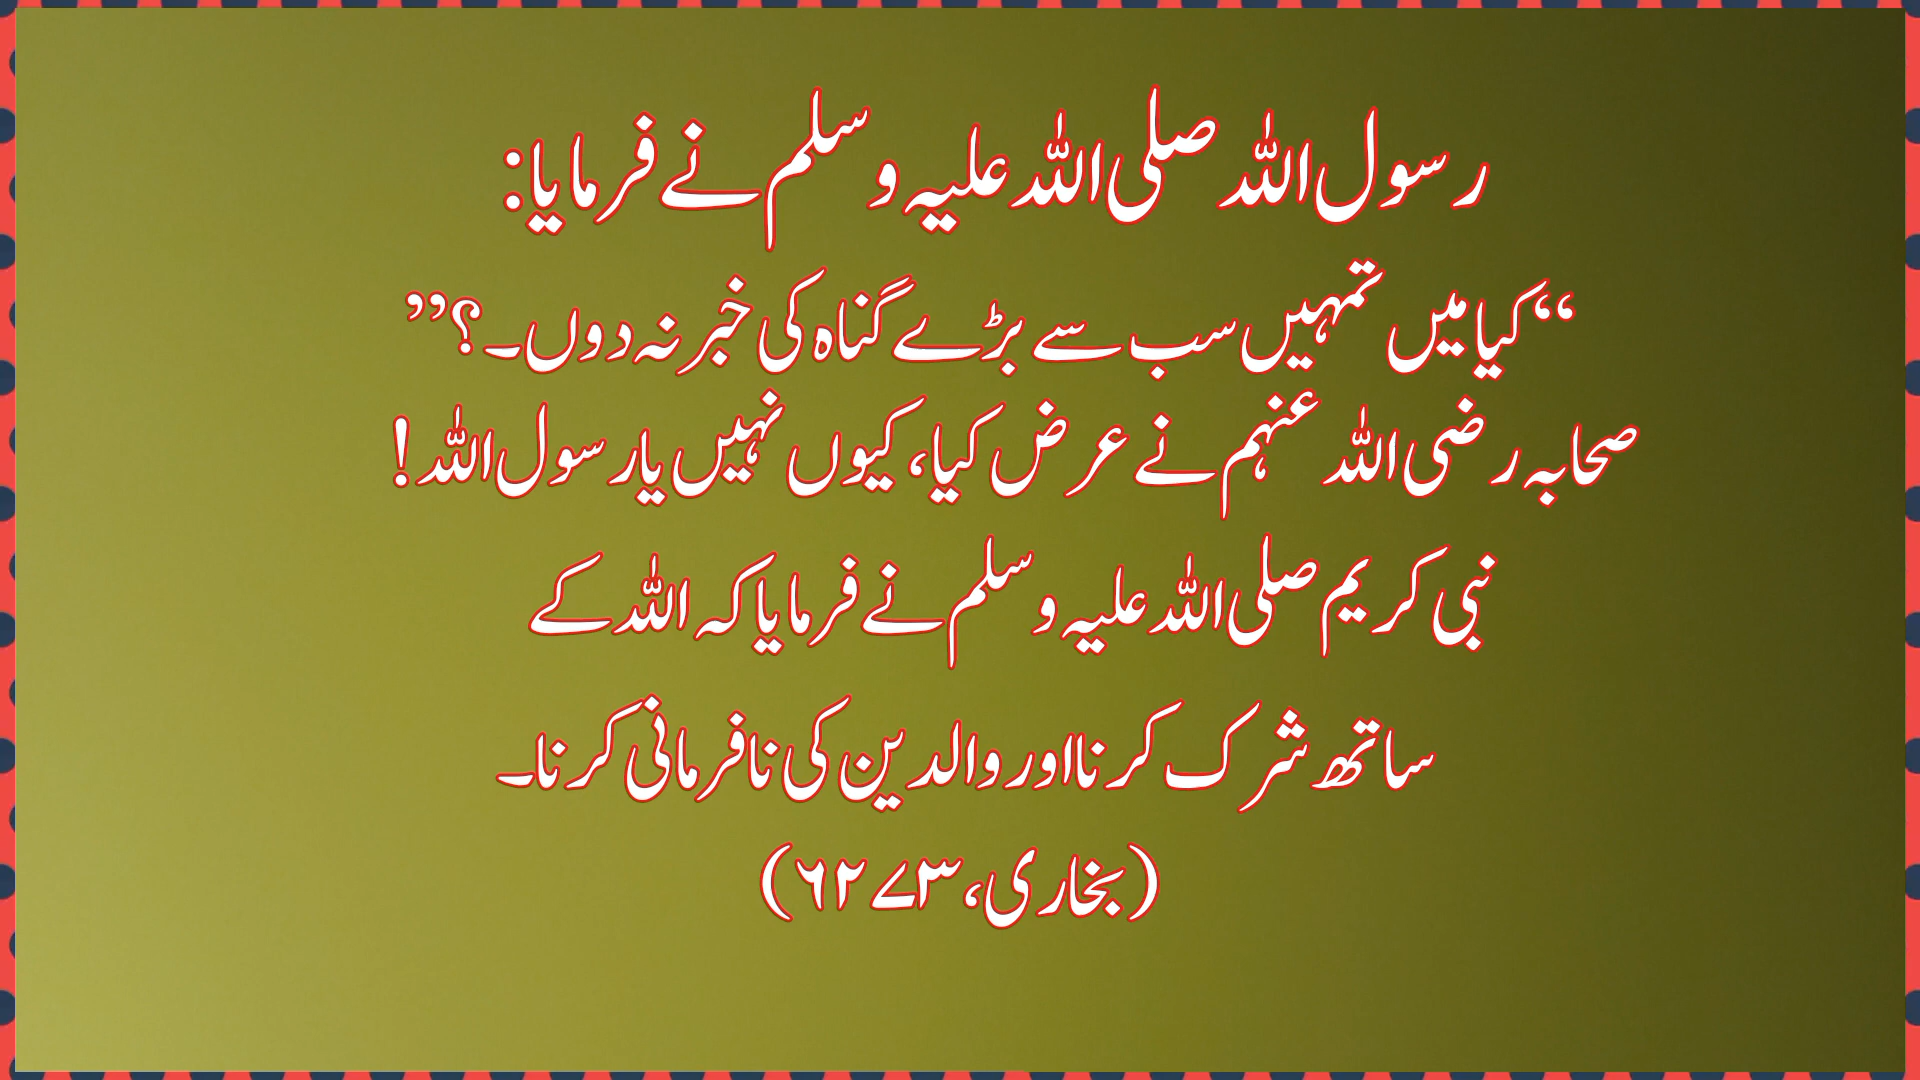 رسول اللہ صلی اللہ علیہ وسلم نے فرمایا:
“کیا میں تمہیں سب سے بڑے گناہ کی خبر نہ دوں۔؟”
صحابہ رضی اللہ عنہم نے عرض کیا، کیوں نہیں یا رسول اللہ!
نبی کریم صلی اللہ علیہ وسلم نے فرمایا کہ اللہ کے
ساتھ شرک کرنا اور والدین کی نافرمانی کرنا۔
(بخاری، ۶۲۷۳)